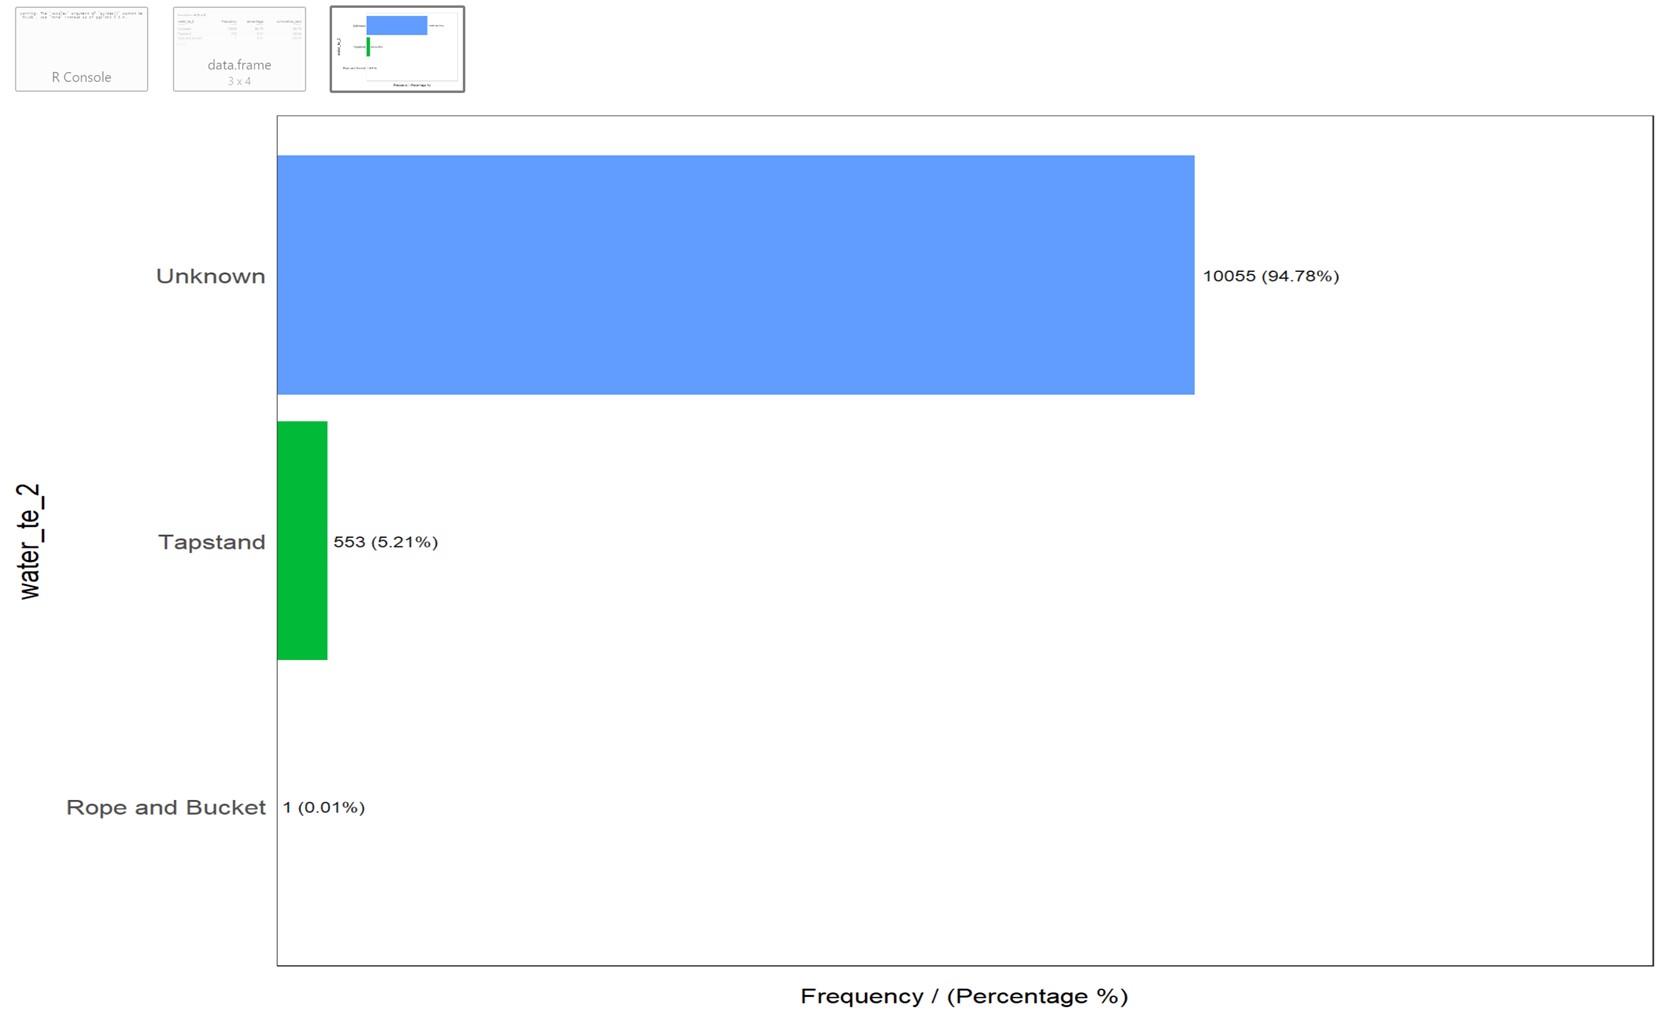 R Console
data.frame
3 x 4
Unknown
10055 (94.78%)
water_te_2
Tapstand
553 (5.21%)
Rope and Bucket
1 (0.01%)
Frequency / (Percentage %)